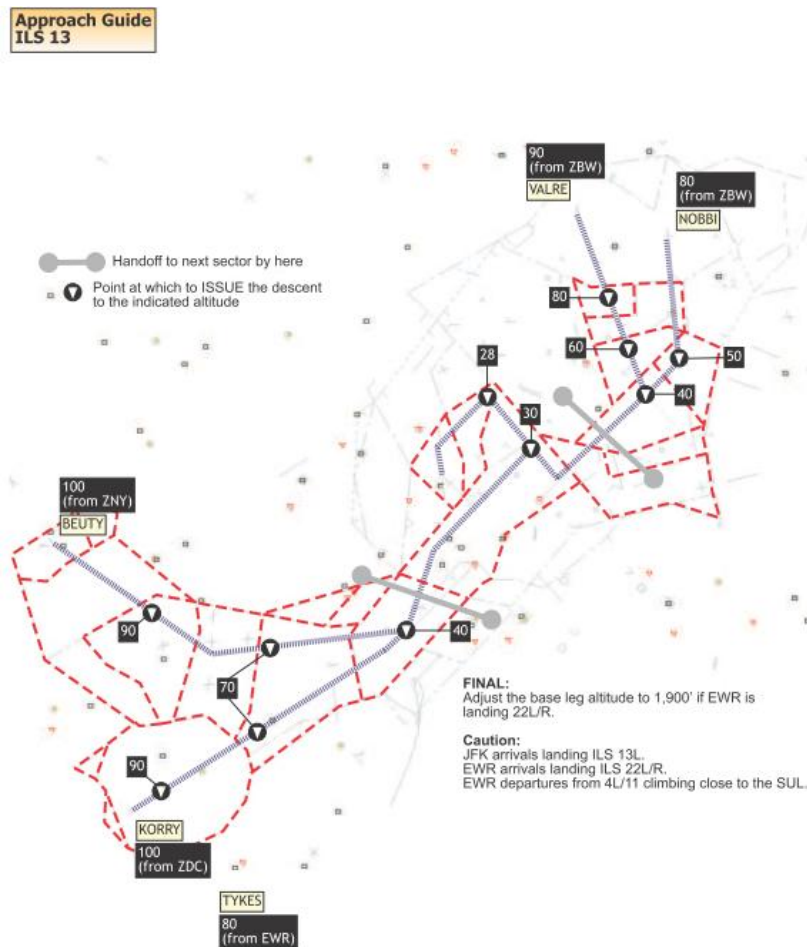 Approach Guide
ILS 13
90
(from ZBW)
VALRE
80
(from ZBW)
NOBBI
Handoff to next sector by here
Point at which to ISSUE the descent
to the indicated altitude
80
60
50
28
40
30
100
(from ZNY)
BEUTY
90
40
70
FINAL:
Adjust the base leg altitude to 1,900' if EWR is
landing 22L/R.
Caution:
JFK arrivals landing ILS 13L.
EWR arrivals landing ILS 22L/R.
EWR departures from 4L/11 climbing close to the SUL.
90
KORRY
100
(from ZDC)
TYKES
80
(from EWR)